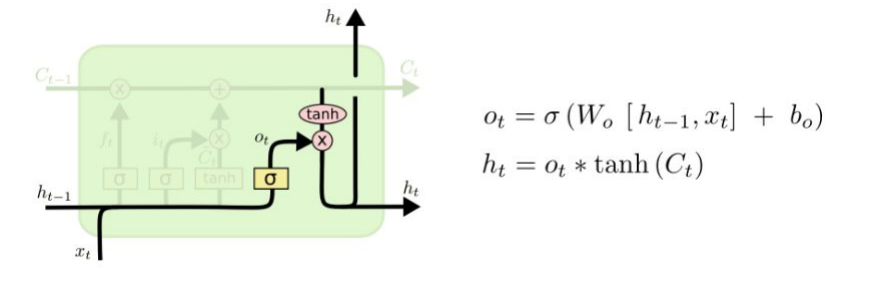 h_t
C_{t-1}
C_t
tanh
f_t
i_t
C̃_t
o_t
σ
σ
tanh
σ
h_{t-1}
h_t
x_t
o_t = σ (W_o [h_{t-1}, x_t] + b_o)
h_t = o_t * tanh (C_t)